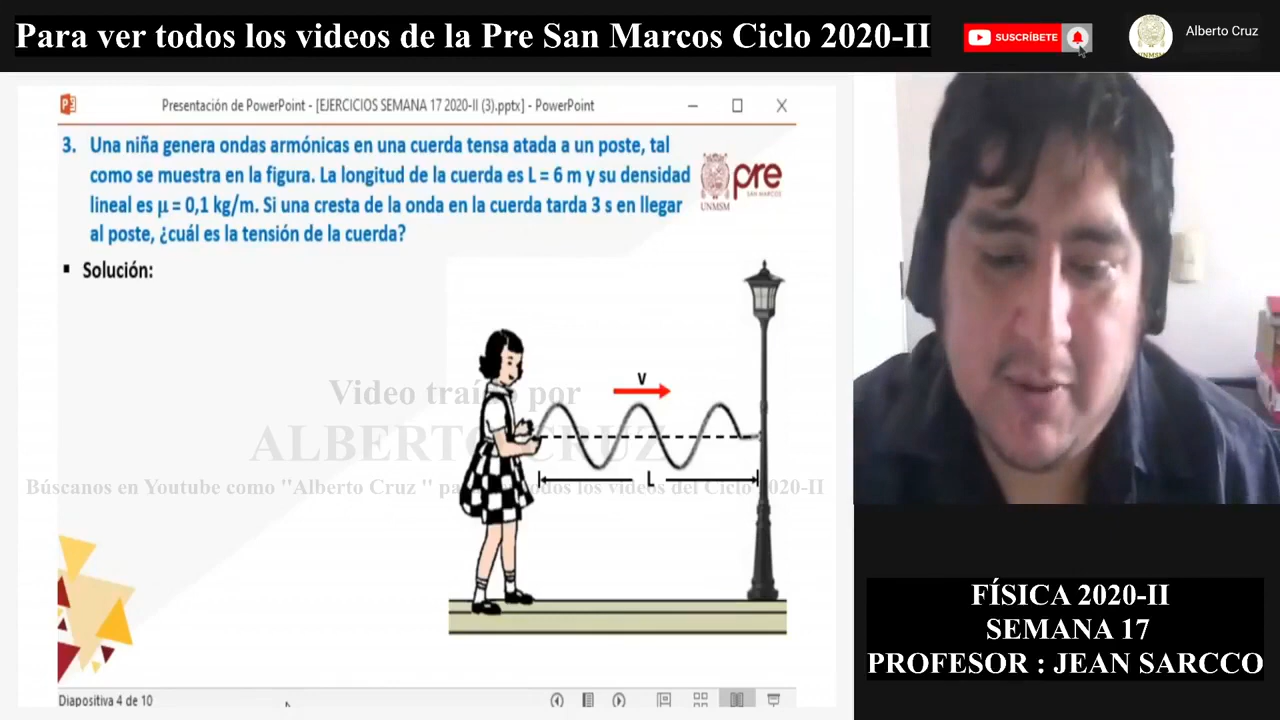 Para ver todos los videos de la Pre San Marcos Ciclo 2020-II
SUSCRÍBETE
Alberto Cruz
UNMSM
Presentación de PowerPoint - [EJERCICIOS SEMANA 17 2020-II (3).pptx] - PowerPoint
3. Una niña genera ondas armónicas en una cuerda tensa atada a un poste, tal
como se muestra en la figura. La longitud de la cuerda es L = 6 m y su densidad
lineal es μ = 0,1 kg/m. Si una cresta de la onda en la cuerda tarda 3 s en llegar
al poste, ¿cuál es la tensión de la cuerda?
pre
SAN MARCOS
UNMSM
▪ Solución:
v
L
Video traído por
ALBERTO CRUZ
Búscanos en Youtube como "Alberto Cruz " pa todos los videos del Ciclo 2020-II
Diapositiva 4 de 10
FÍSICA 2020-II
SEMANA 17
PROFESOR : JEAN SARCCO